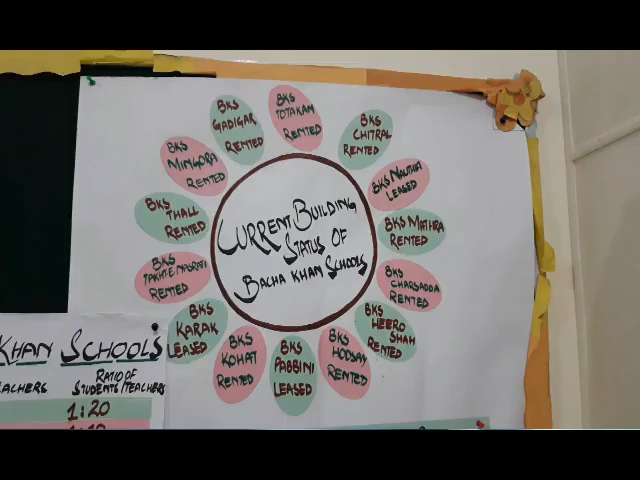 CURRENT BUILDING
STATUS OF
BACHA KHAN SCHOOLS
BKS
TOTAKAN
RENTED
BKS
CHITRAL
RENTED
BKS
LEASED
BKS MATHRA
RENTED
BKS
CHARSADDA
RENTED
BKS
HEERO
SHAH
RENTED
BKS
HODSAY
RENTED
BKS
PABBINI
LEASED
BKS
KOHAT
RENTED
BKS
KARAK
LEASED
BKS
TAKHT-E-NASRATI
RENTED
BKS
THALL
RENTED
BKS
MINGORA
RENTED
BKS
GADIGAR
RENTED
KHAN SCHOOLS
EACHERS
RATIO OF
STUDENTS/TEACHERS
1:20